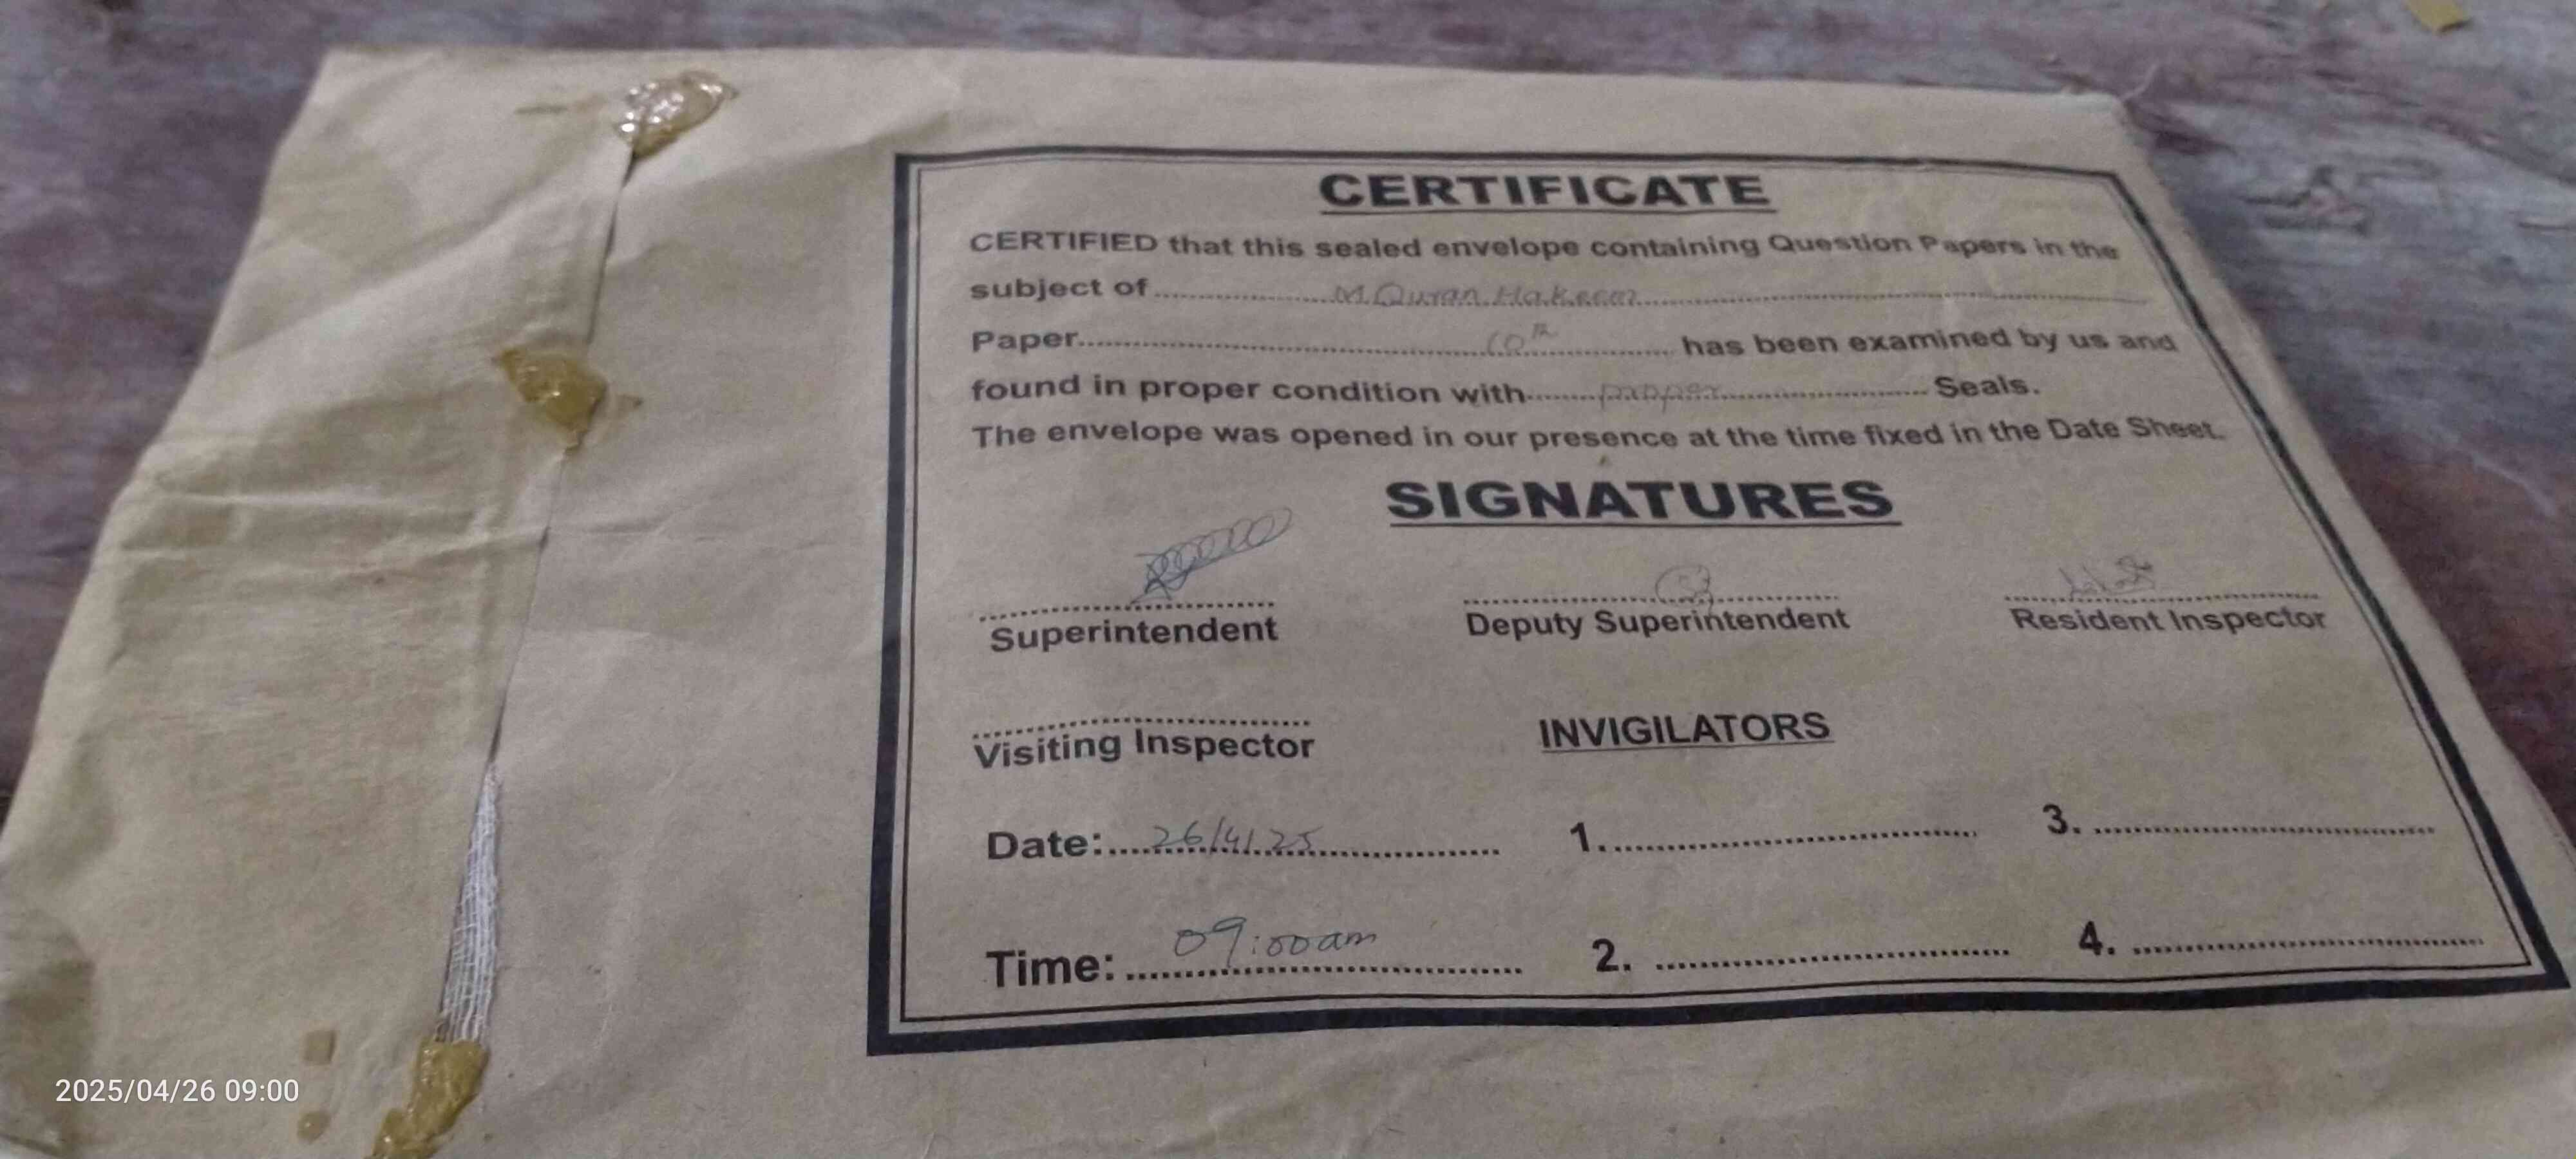 CERTIFICATE
CERTIFIED that this sealed envelope containing Question Papers in the
subject of.....................M.Quran.Hakeem.....................
Paper.....................10th..................... has been examined by us and
found in proper condition with.........proper..................... Seals.
The envelope was opened in our presence at the time fixed in the Date Sheet.
SIGNATURES
Superintendent Deputy Superintendent Resident Inspector
Visiting Inspector INVIGILATORS
Date:....26/4/25.................. 1................................... 3. ...................................
Time: 09:00am 2. ................................... 4. ...................................
2025/04/26 09:00